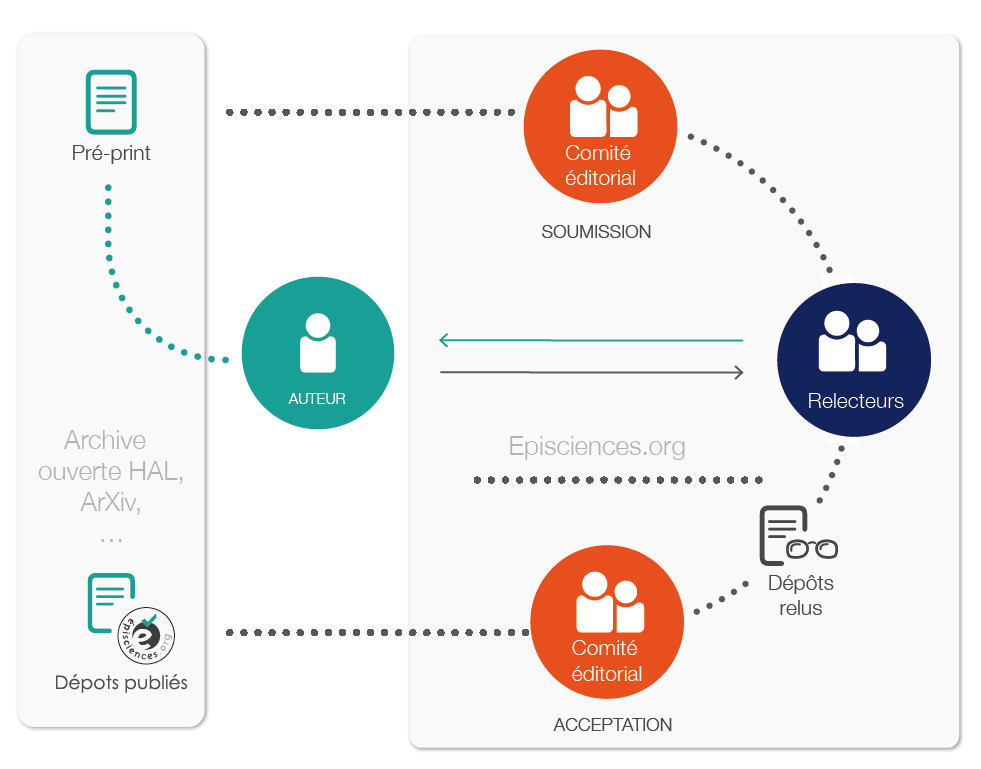 Pré-print
Comité
éditorial
SOUMISSION
AUTEUR
Relecteurs
Archive
ouverte HAL,
ArXiv,
...
Episciences.org
Dépôts
relus
épisciences.org
Dépots publiés
Comité
éditorial
ACCEPTATION